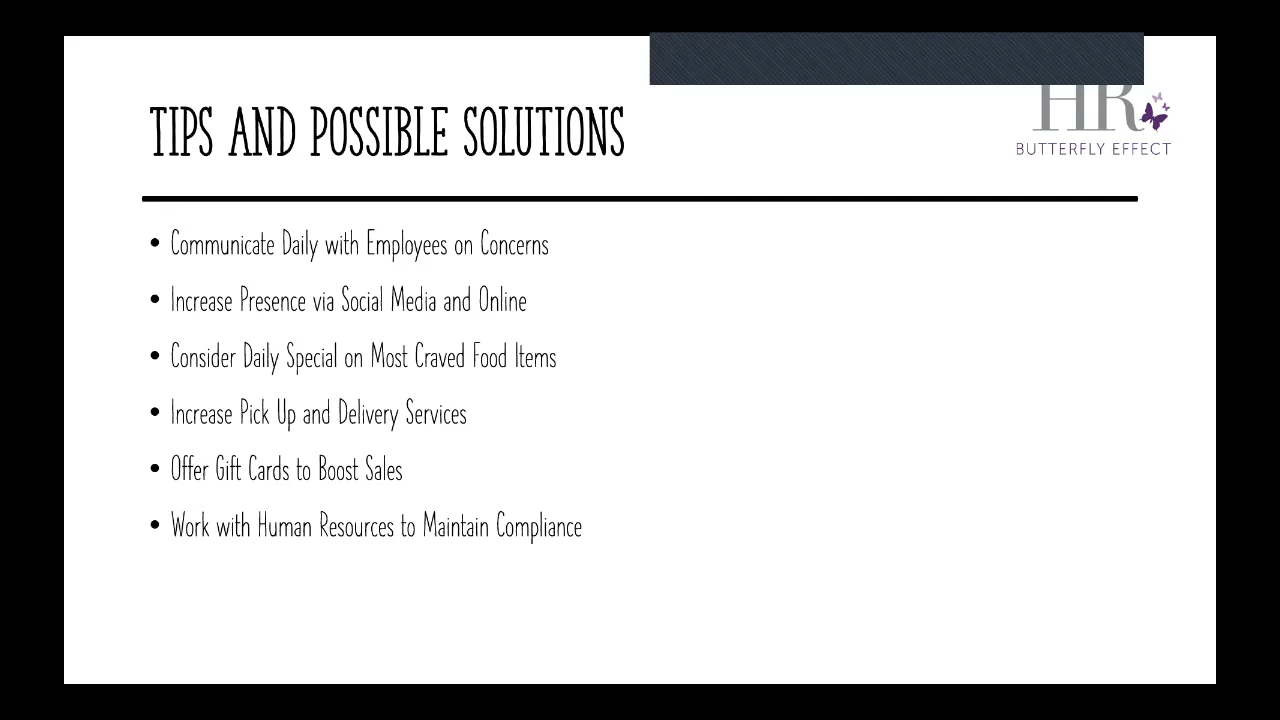 TIPS AND POSSIBLE SOLUTIONS
HR
BUTTERFLY EFFECT
• Communicate Daily with Employees on Concerns
• Increase Presence via Social Media and Online
• Consider Daily Special on Most Craved Food Items
• Increase Pick Up and Delivery Services
• Offer Gift Cards to Boost Sales
• Work with Human Resources to Maintain Compliance